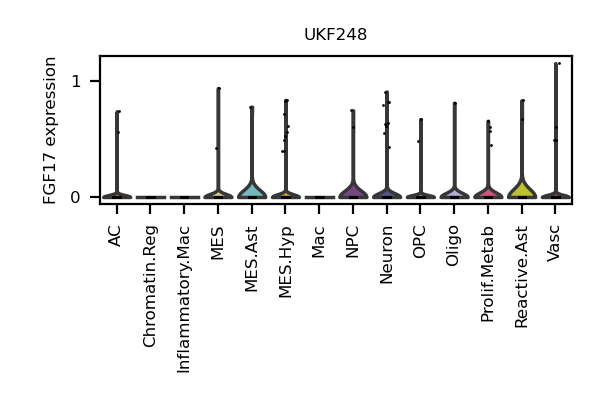 UKF248
FGF17 expression
1
0
AC
Chromatin.Reg
Inflammatory.Mac
MES
MES.Ast
MES.Hyp
Mac
NPC
Neuron
OPC
Oligo
Prolif.Metab
Reactive.Ast
Vasc